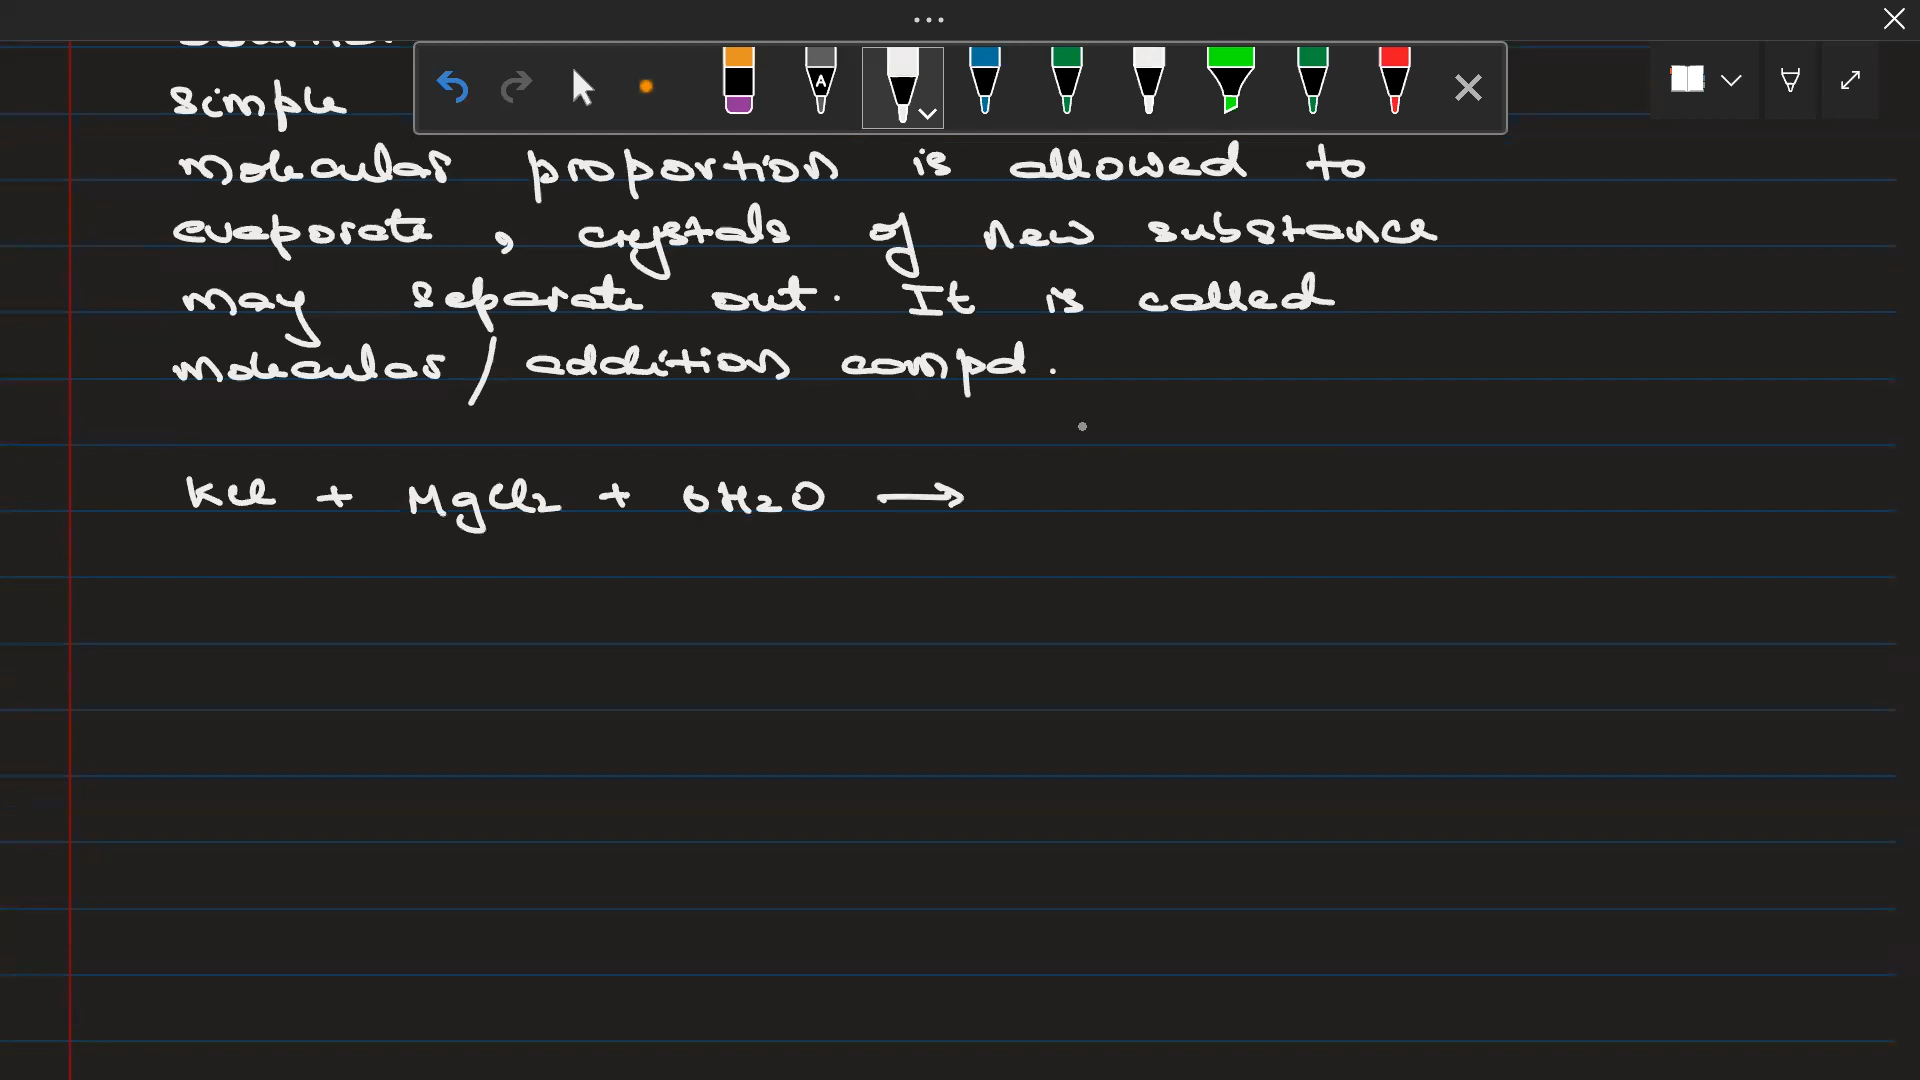 simple
molecular proportion is allowed to
evaporate, crystals of new substance
may separate out. It is called
molecular / addition compd.
KCl + MgCl2 + 6H2O →